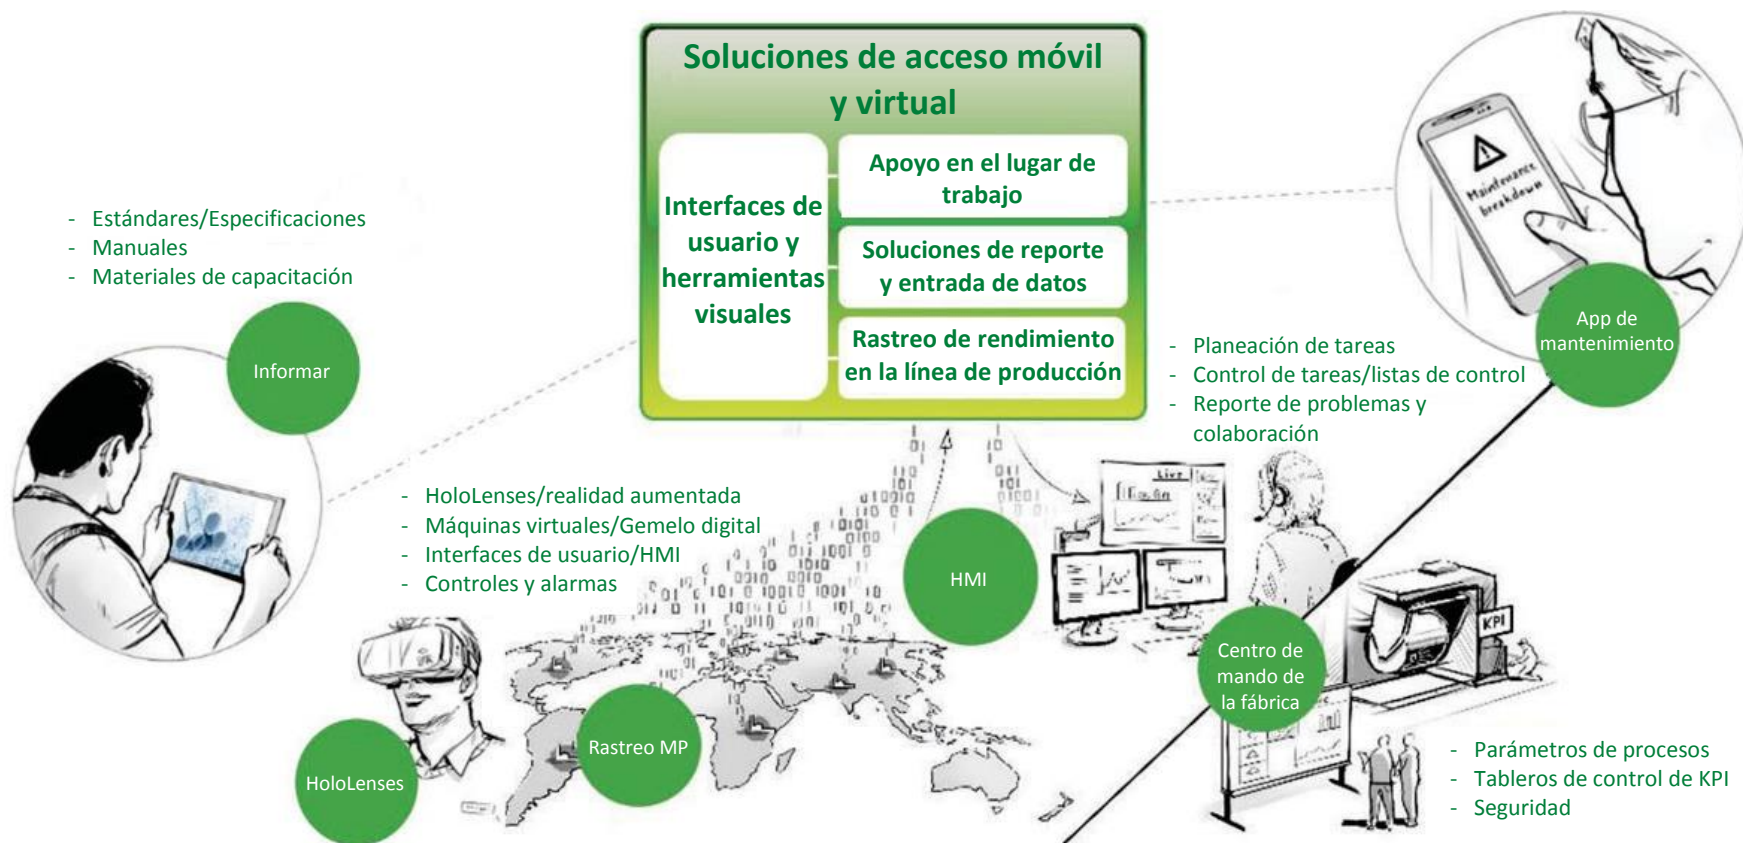 Soluciones de acceso móvil
y virtual
Interfaces de
usuario y
herramientas
visuales
Apoyo en el lugar de
trabajo
Soluciones de reporte
y entrada de datos
Rastreo de rendimiento
en la línea de producción
- Estándares/Especificaciones
- Manuales
- Materiales de capacitación
Informar
Maintenance
breakdown
App de
mantenimiento
- Planeación de tareas
- Control de tareas/listas de control
- Reporte de problemas y
colaboración
- HoloLenses/realidad aumentada
- Máquinas virtuales/Gemelo digital
- Interfaces de usuario/HMI
- Controles y alarmas
Live
HMI
KPI
Centro de
mando de
la fábrica
Rastreo MP
HoloLenses
- Parámetros de procesos
- Tableros de control de KPI
- Seguridad